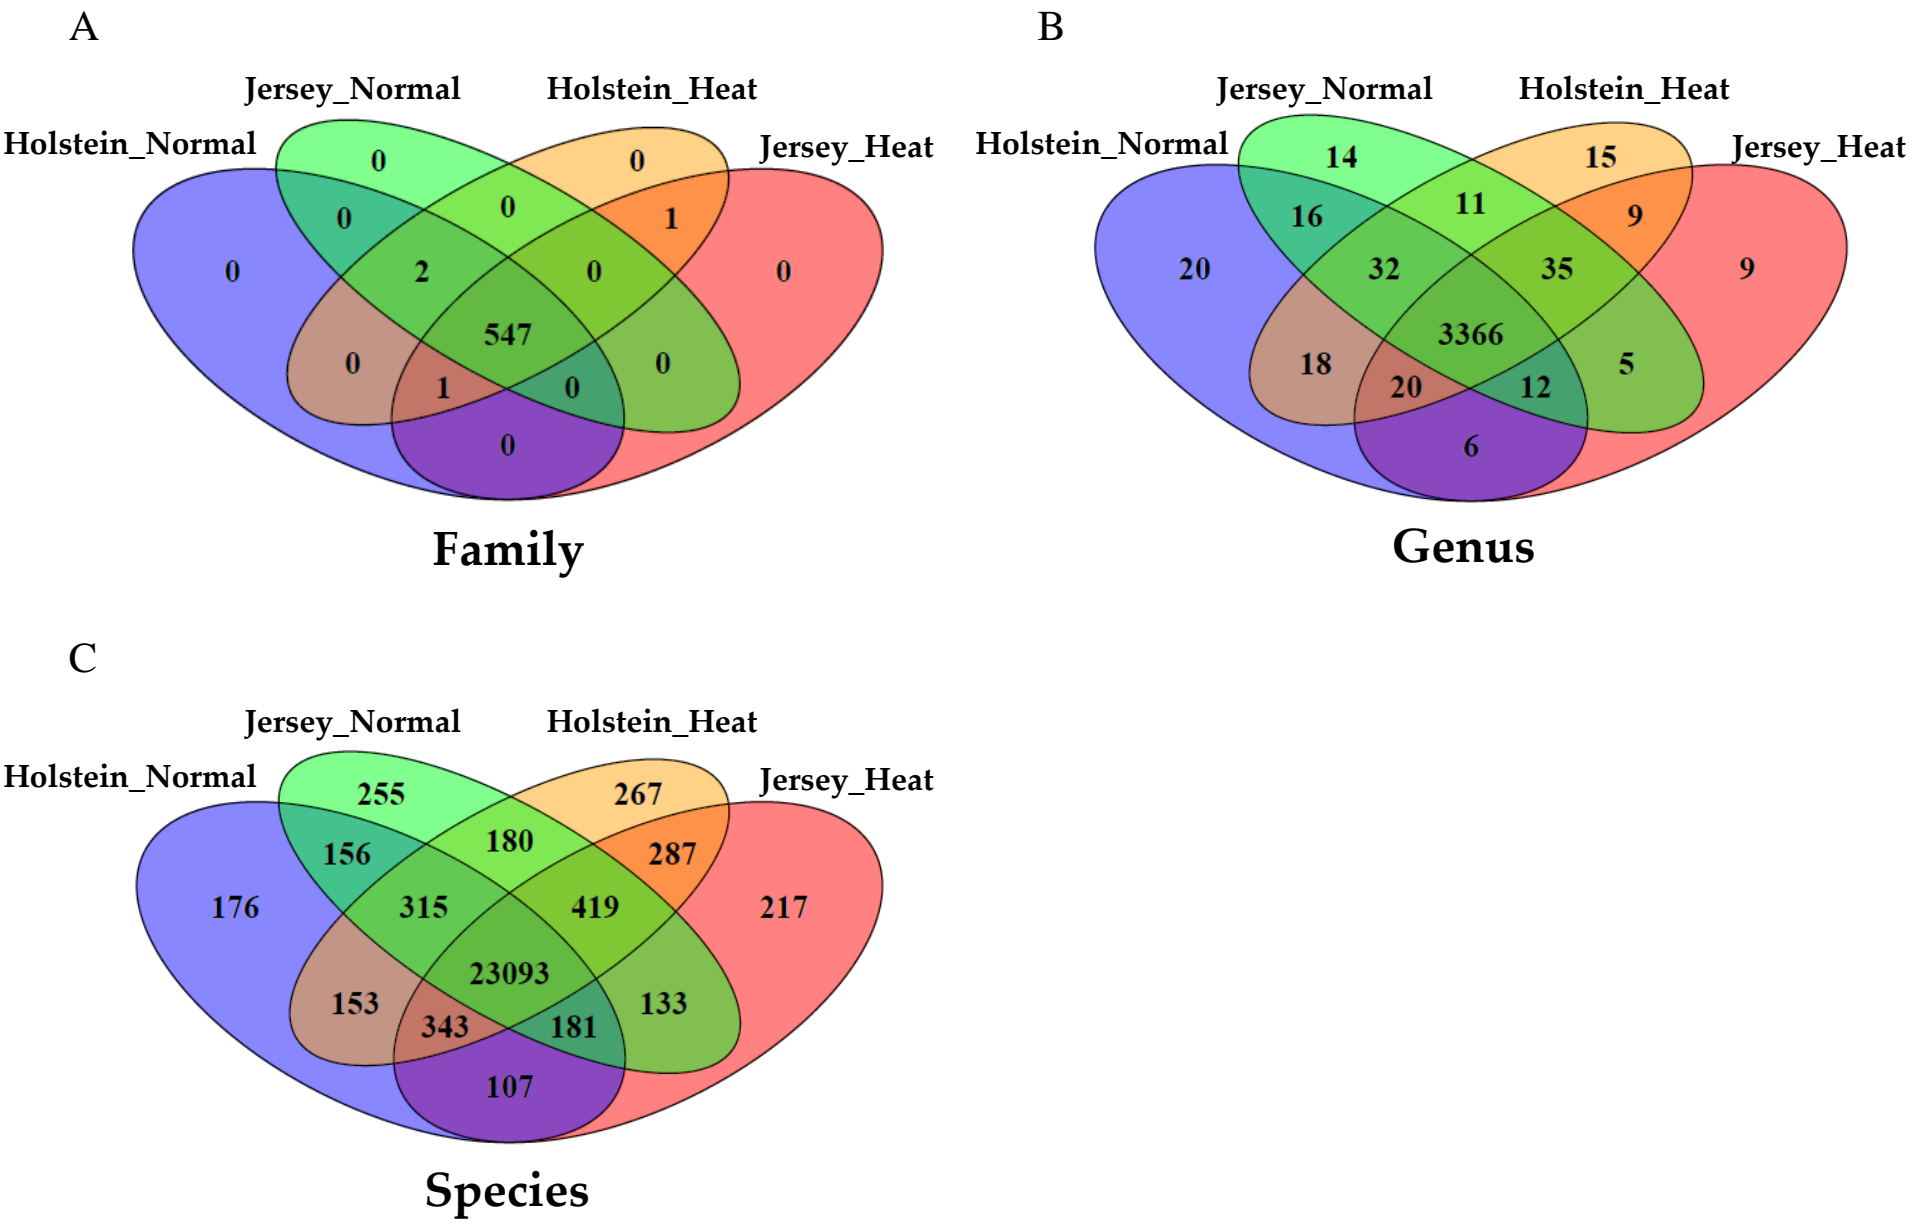 A
B
Jersey_Normal Holstein_Heat
Holstein_Normal Jersey_Heat
0 0
0 0 1
0 2 0 0
547
0 1 0 0
0
Family
Jersey_Normal Holstein_Heat
Holstein_Normal Jersey_Heat
14 15
16 11 9
20 32 35 9
3366
18 20 12 5
6
Genus
C
Jersey_Normal Holstein_Heat
Holstein_Normal Jersey_Heat
255 267
156 180 287
176 315 419 217
23093
153 343 181 133
107
Species